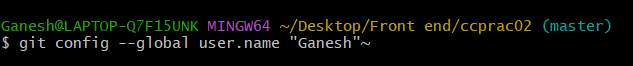 Ganesh@LAPTOP-Q7F15UNK MINGW64 ~/Desktop/Front end/ccprac02 (master)
$ git config --global user.name "Ganesh"~